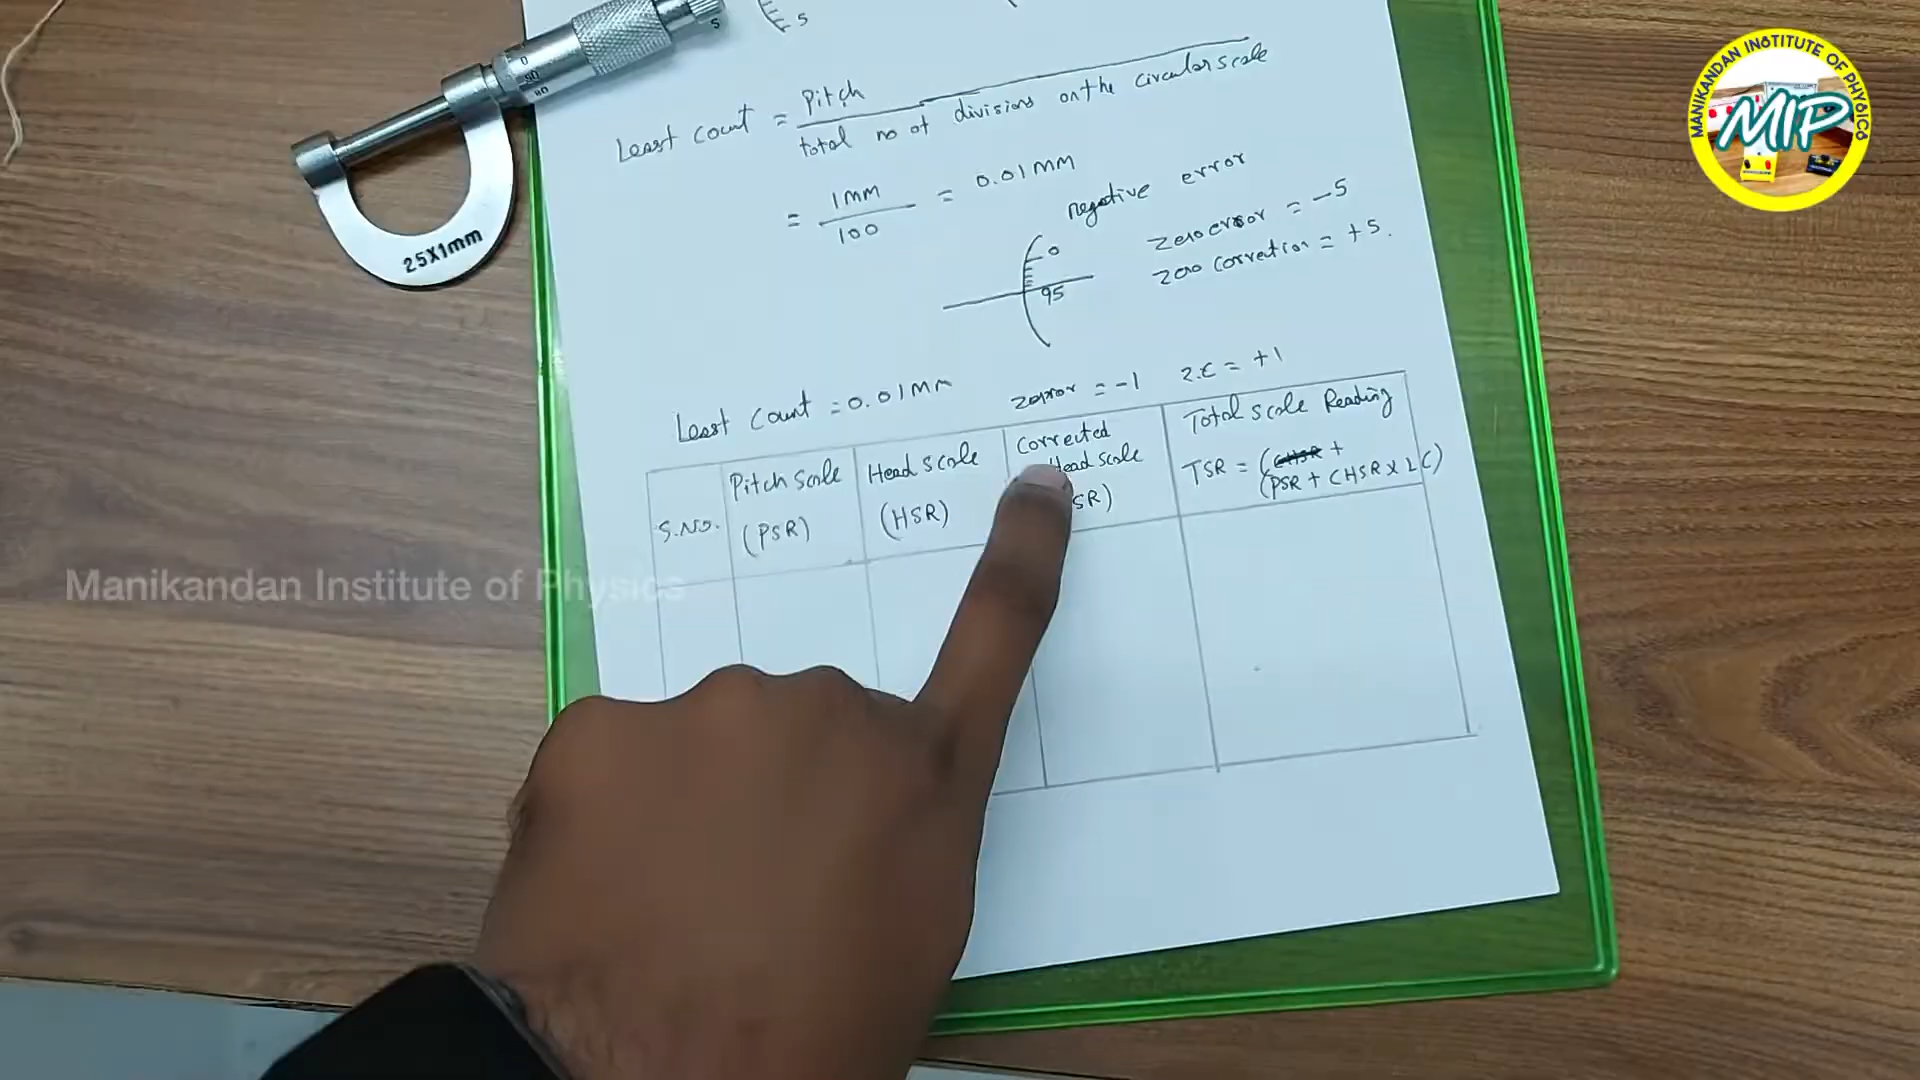 5
S
0
90
80
25X1mm
Least count = Pitch
total no of divisions on the circular scale
= 1MM
100
= 0.01MM
negative error
0
95
Zero error = -5
Zero correction = +5.
Least count = 0.01MM
= -1
Z.E = +1
S.NO.
Pitch scale
(PSR)
Head scale
(HSR)
Corrected
Head scale
SR)
Total scale Reading
TSR = ( +
(PSR + CHSR X LC)
MANIKANDAN INSTITUTE OF PHYSICS
MIP
Manikandan Institute of Physics